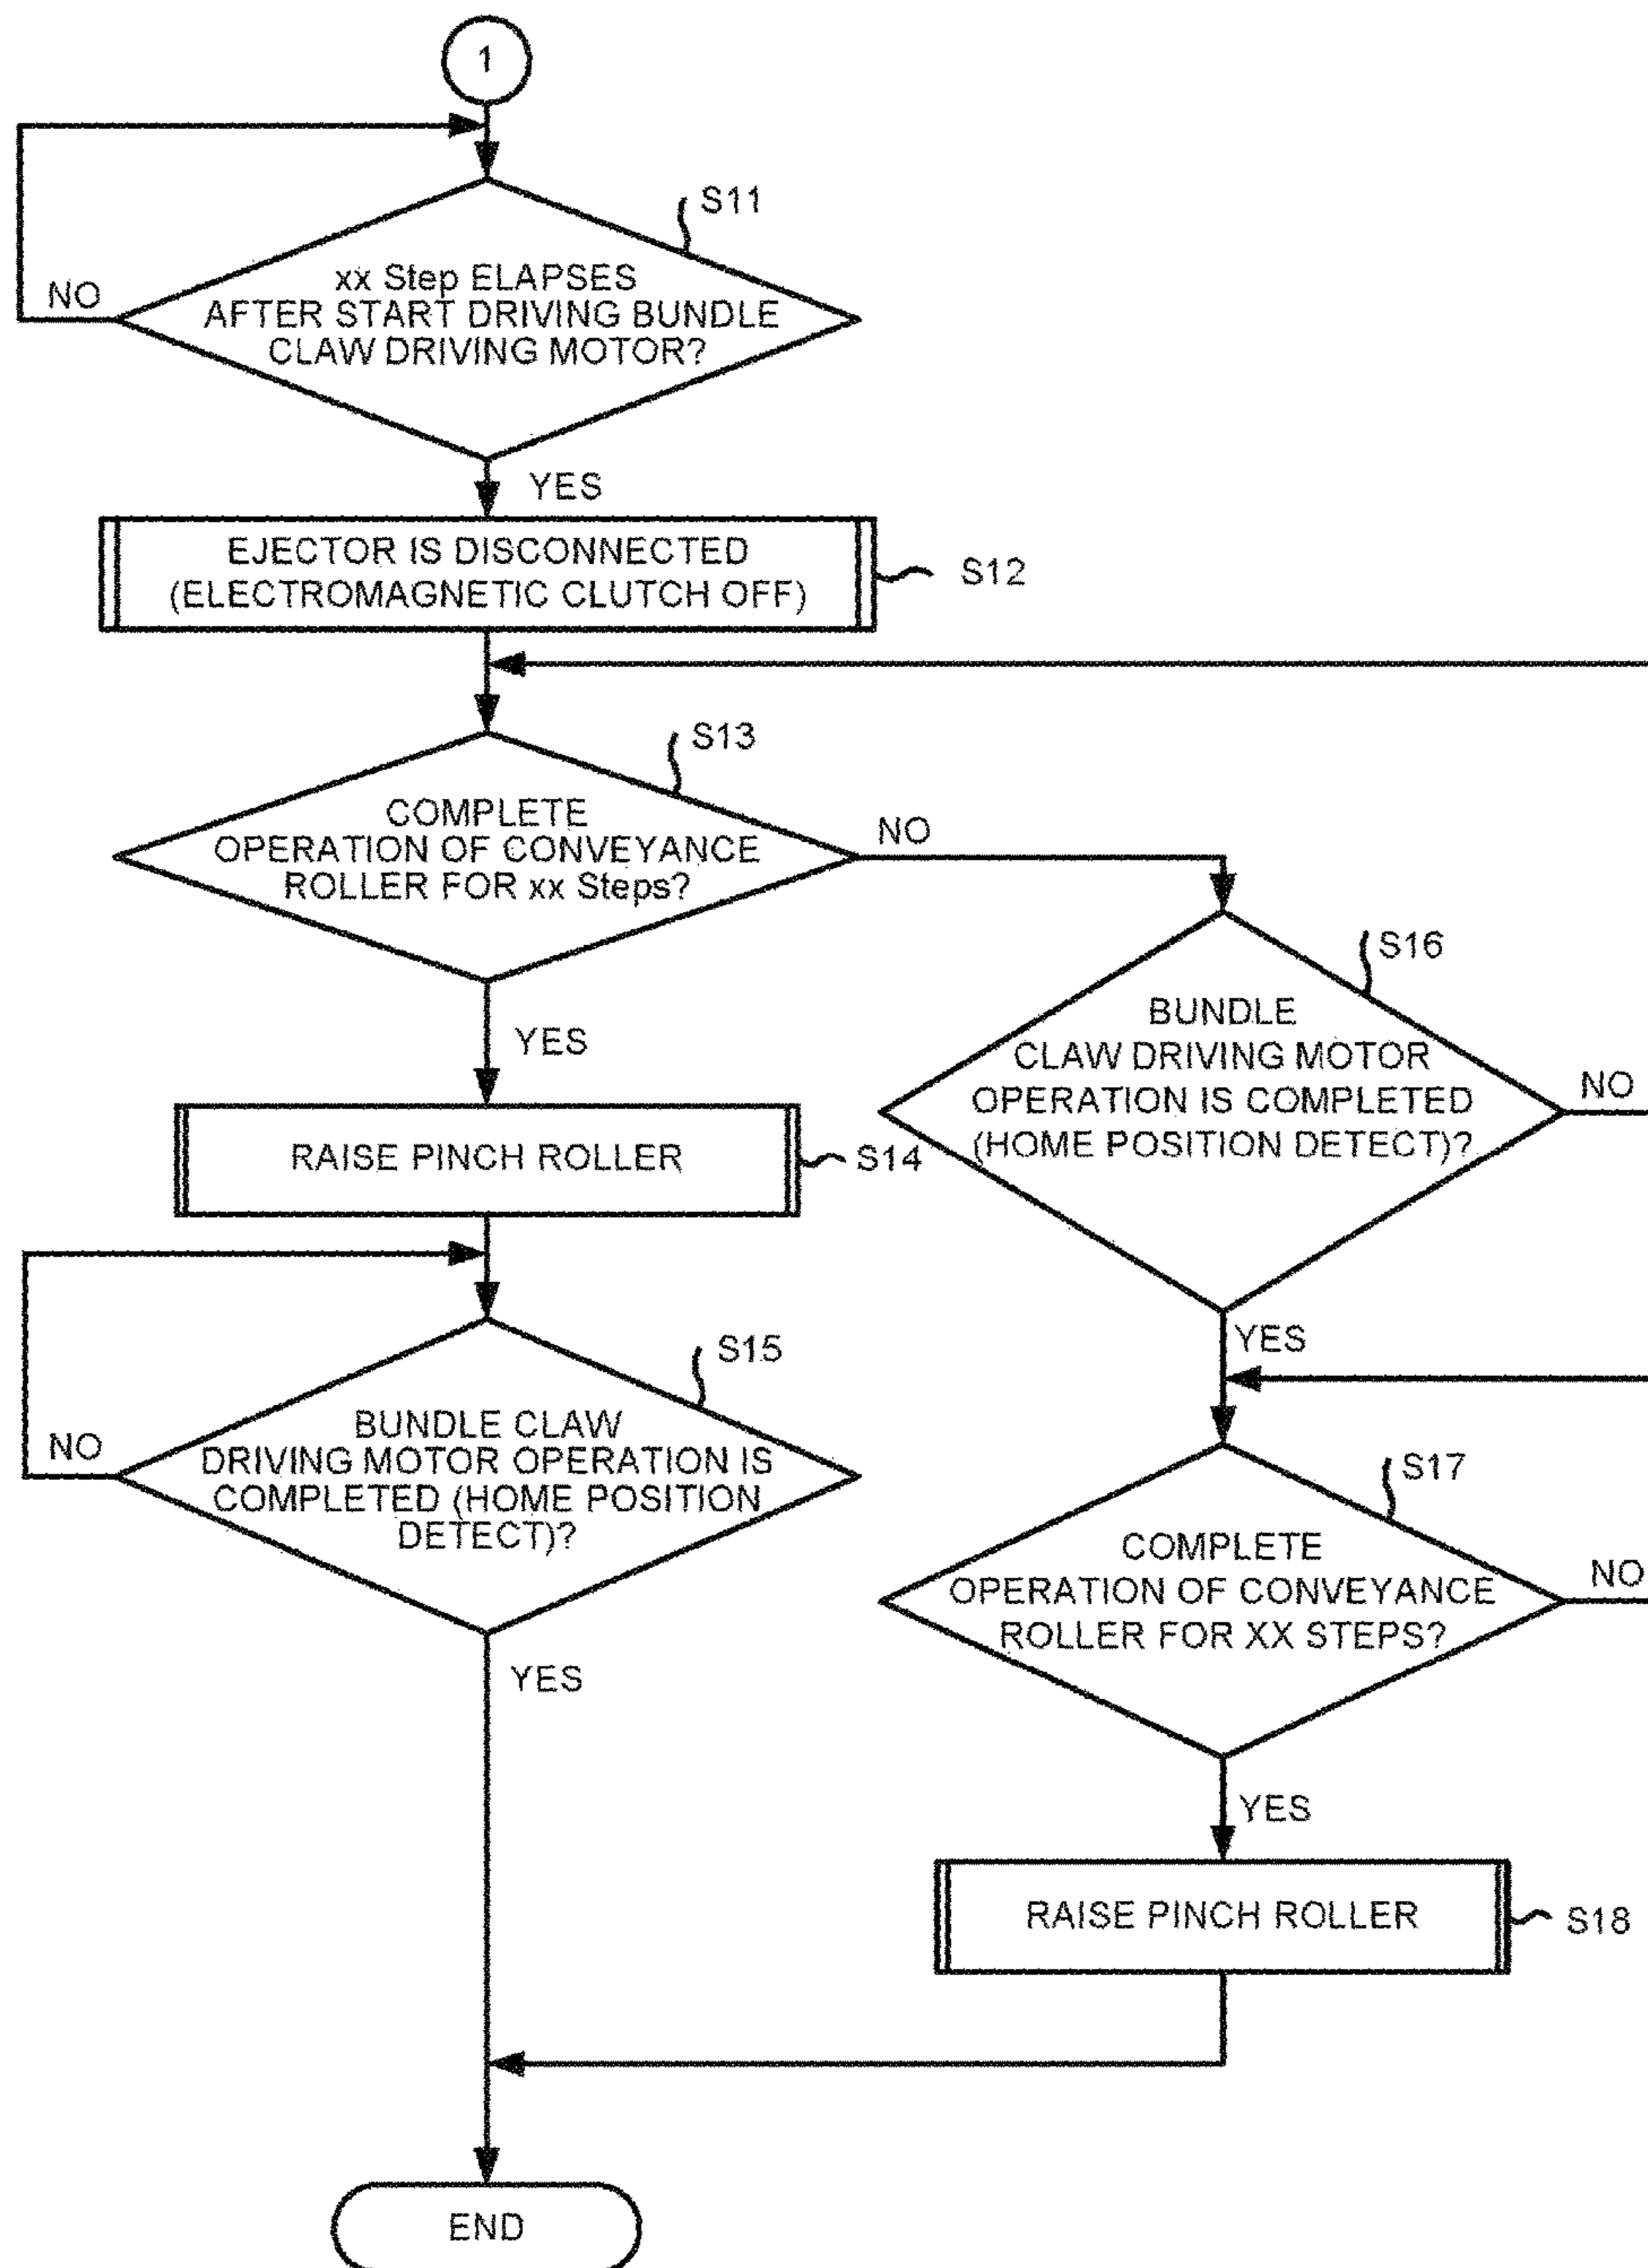 1
S11
xx Step ELAPSES
AFTER START DRIVING BUNDLE
CLAW DRIVING MOTOR?
NO
YES
EJECTOR IS DISCONNECTED
(ELECTROMAGNETIC CLUTCH OFF)
S12
S13
COMPLETE
OPERATION OF CONVEYANCE
ROLLER FOR xx Steps?
NO
YES
RAISE PINCH ROLLER
S14
S15
BUNDLE CLAW
DRIVING MOTOR OPERATION IS
COMPLETED (HOME POSITION
DETECT)?
NO
YES
S16
BUNDLE
CLAW DRIVING MOTOR
OPERATION IS COMPLETED
(HOME POSITION DETECT)?
NO
YES
S17
COMPLETE
OPERATION OF CONVEYANCE
ROLLER FOR XX STEPS?
NO
YES
RAISE PINCH ROLLER
S18
END